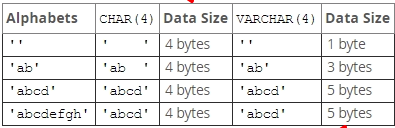 Alphabets CHAR(4) Data Size VARCHAR(4) Data Size
'' '    ' 4 bytes '' 1 byte
'ab' 'ab  ' 4 bytes 'ab' 3 bytes
'abcd' 'abcd' 4 bytes 'abcd' 5 bytes
'abcdefgh' 'abcd' 4 bytes 'abcd' 5 bytes